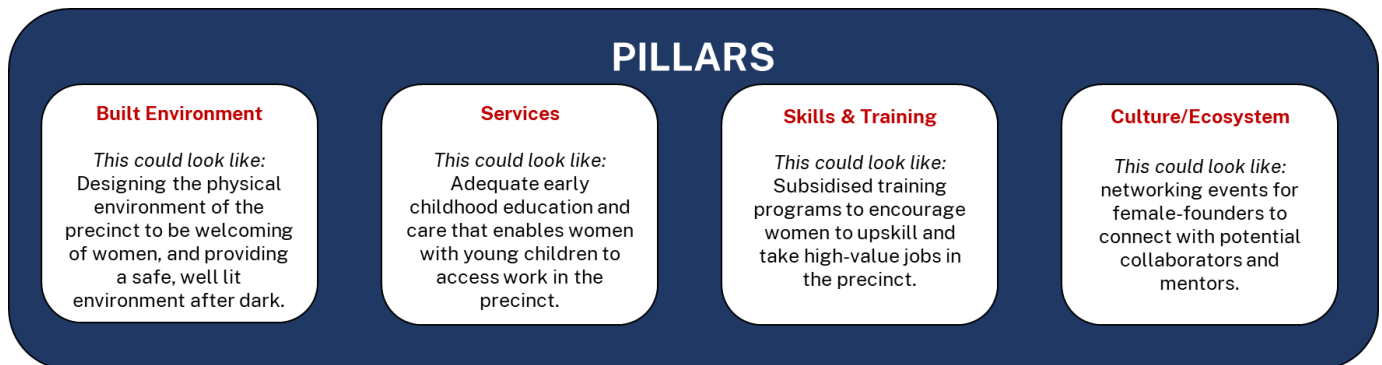 PILLARS
Built Environment
This could look like:
Designing the physical
environment of the
precinct to be welcoming
of women, and providing
a safe, well lit
environment after dark.
Services
This could look like:
Adequate early
childhood education and
care that enables women
with young children to
access work in the
precinct.
Skills & Training
This could look like:
Subsidised training
programs to encourage
women to upskill and
take high-value jobs in
the precinct.
Culture/Ecosystem
This could look like:
networking events for
female-founders to
connect with potential
collaborators and
mentors.